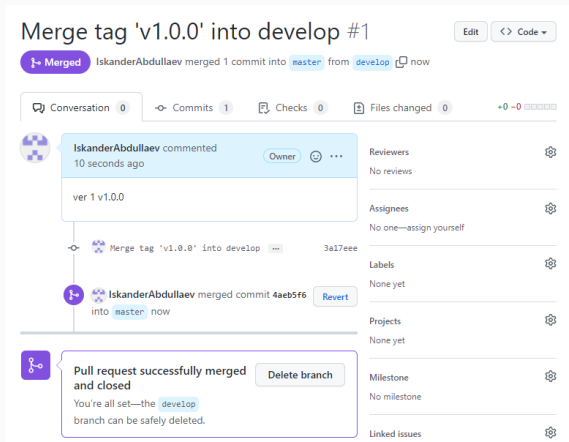 Merge tag 'v1.0.0' into develop #1
Edit
<> Code
Merged
IskanderAbdullaev merged 1 commit into master from develop now
Conversation 0
Commits 1
Checks 0
Files changed 0
+0 −0
IskanderAbdullaev commented
10 seconds ago
Owner
...
ver 1 v1.0.0
Merge tag 'v1.0.0' into develop ... 3a17eee
IskanderAbdullaev merged commit 4aeb5f6
into master now
Revert
Pull request successfully merged
and closed
You're all set—the develop
branch can be safely deleted.
Delete branch
Reviewers
No reviews
Assignees
No one—assign yourself
Labels
None yet
Projects
None yet
Milestone
No milestone
Linked issues